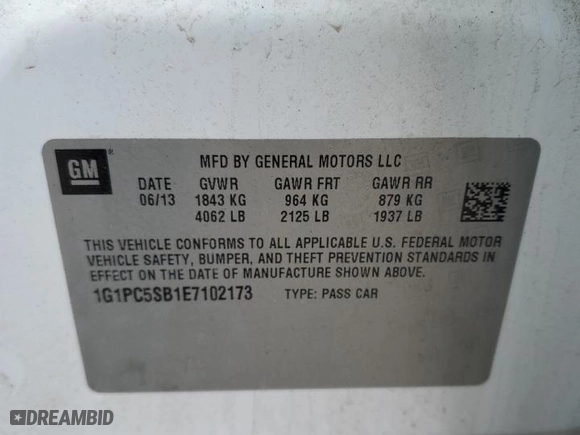 GM
MFD BY GENERAL MOTORS LLC
DATE GVWR GAWR FRT GAWR RR
06/13 1843 KG 964 KG 879 KG
4062 LB 2125 LB 1937 LB
THIS VEHICLE CONFORMS TO ALL APPLICABLE U.S. FEDERAL MOTOR
VEHICLE SAFETY, BUMPER, AND THEFT PREVENTION STANDARDS IN
EFFECT ON THE DATE OF MANUFACTURE SHOWN ABOVE.
1G1PC5SB1E7102173 TYPE: PASS CAR
DREAMBID